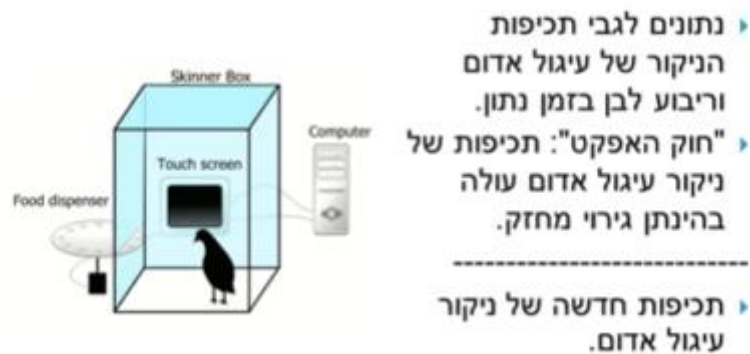 נתונים לגבי תכיפות
הניקור של עיגול אדום
וריבוע לבן בזמן נתון.
"חוק האפקט": תכיפות של
ניקור עיגול אדום עולה
בהינתן גירוי מחזק.
-----------------------------
תכיפות חדשה של ניקור
עיגול אדום.
Skinner Box
Computer
Touch screen
Food dispenser